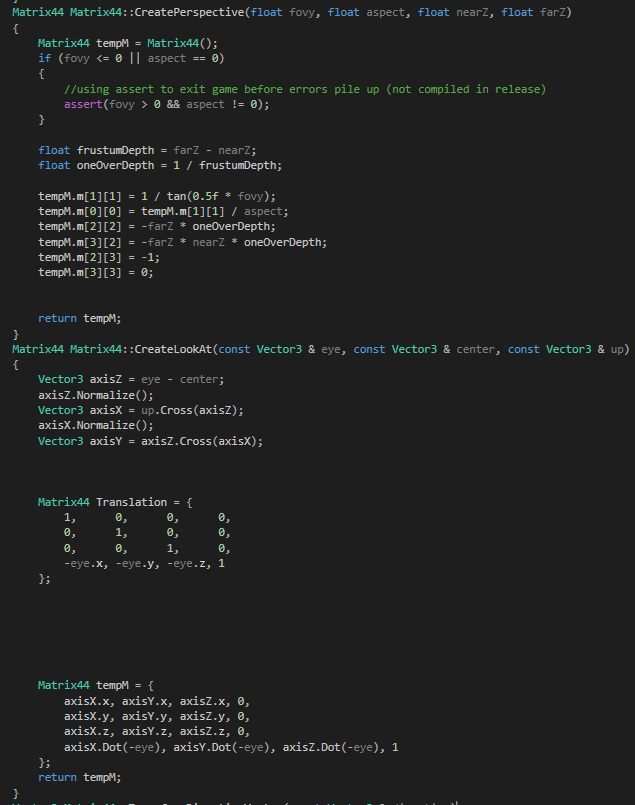 Matrix44 Matrix44::CreatePerspective(float fovy, float aspect, float nearZ, float farZ)
{
    Matrix44 tempM = Matrix44();
    if (fovy <= 0 || aspect == 0)
    {
        //using assert to exit game before errors pile up (not compiled in release)
        assert(fovy > 0 && aspect != 0);
    }
    float frustumDepth = farZ - nearZ;
    float oneOverDepth = 1 / frustumDepth;
    tempM.m[1][1] = 1 / tan(0.5f * fovy);
    tempM.m[0][0] = tempM.m[1][1] / aspect;
    tempM.m[2][2] = -farZ * oneOverDepth;
    tempM.m[3][2] = -farZ * nearZ * oneOverDepth;
    tempM.m[2][3] = -1;
    tempM.m[3][3] = 0;
    return tempM;
}
Matrix44 Matrix44::CreateLookAt(const Vector3 & eye, const Vector3 & center, const Vector3 & up)
{
    Vector3 axisZ = eye - center;
    axisZ.Normalize();
    Vector3 axisX = up.Cross(axisZ);
    axisX.Normalize();
    Vector3 axisY = axisZ.Cross(axisX);
    Matrix44 Translation = {
        1,      0,      0,      0,
        0,      1,      0,      0,
        0,      0,      1,      0,
        -eye.x, -eye.y, -eye.z, 1
    };
    Matrix44 tempM = {
        axisX.x, axisY.x, axisZ.x, 0,
        axisX.y, axisY.y, axisZ.y, 0,
        axisX.z, axisY.z, axisZ.z, 0,
        axisX.Dot(-eye), axisY.Dot(-eye), axisZ.Dot(-eye), 1
    };
    return tempM;
}